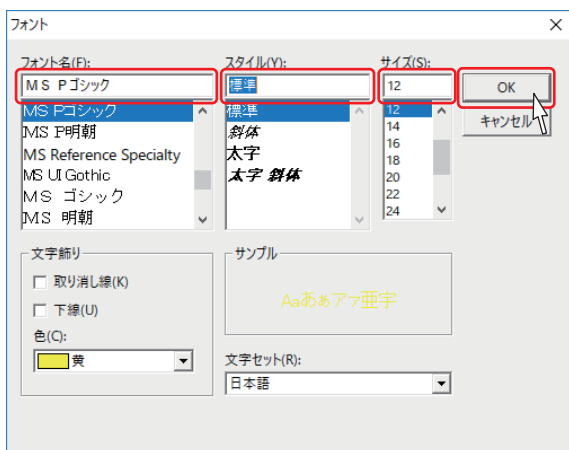 フォント
フォント名(F):
スタイル(Y):
サイズ(S):
ＭＳ Ｐゴシック
標準
12
OK
キャンセル
ＭＳ Ｐゴシック
ＭＳ Ｐ明朝
MS Reference Specialty
MS UI Gothic
ＭＳ ゴシック
ＭＳ 明朝
標準
斜体
太字
太字 斜体
12
14
16
18
20
22
24
文字飾り
取り消し線(K)
下線(U)
色(C):
黄
サンプル
Aaあぁアァ亜宇
文字セット(R):
日本語